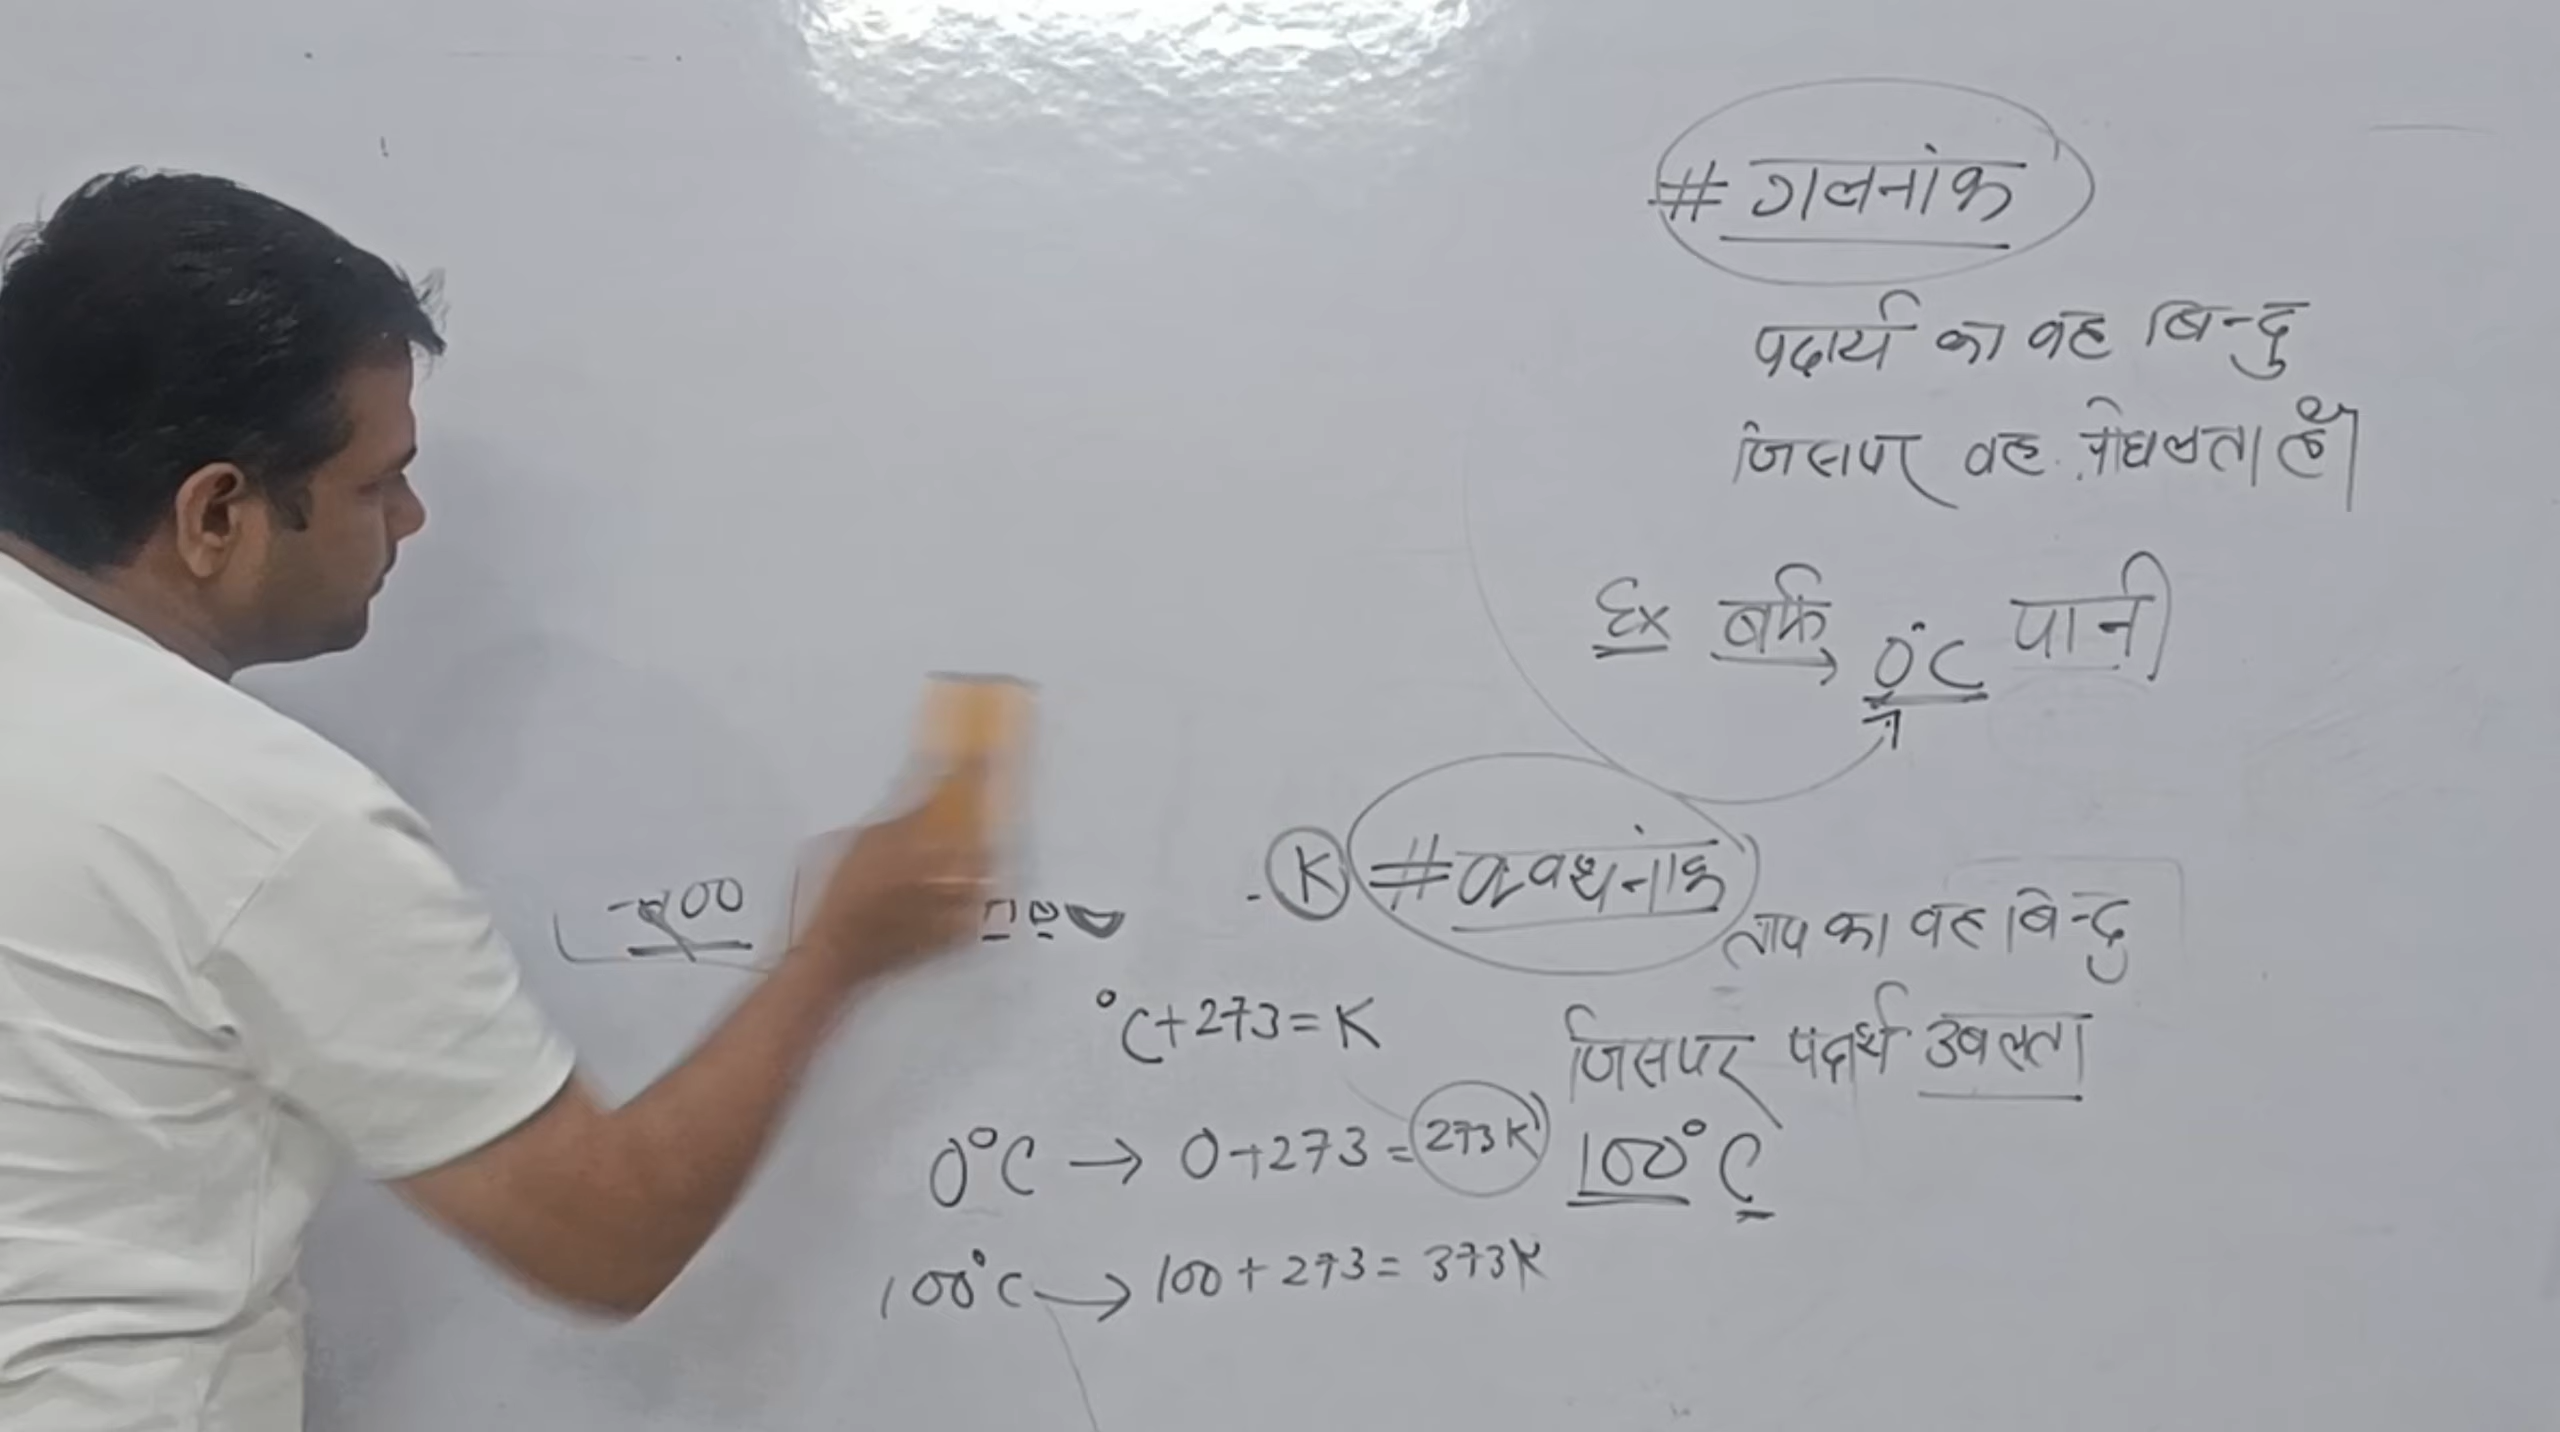 # गलनांक
पदार्थ का वह बिन्दु
जिसपर वह पिघलता है।
Ex बर्फ → 0°C पानी
K # क्वथनांक
ताप का वह बिन्दु
जिसपर पदार्थ उबलता
100°C
00
°C+273=K
0°C → 0+273=273K
100°C → 100+273=373K